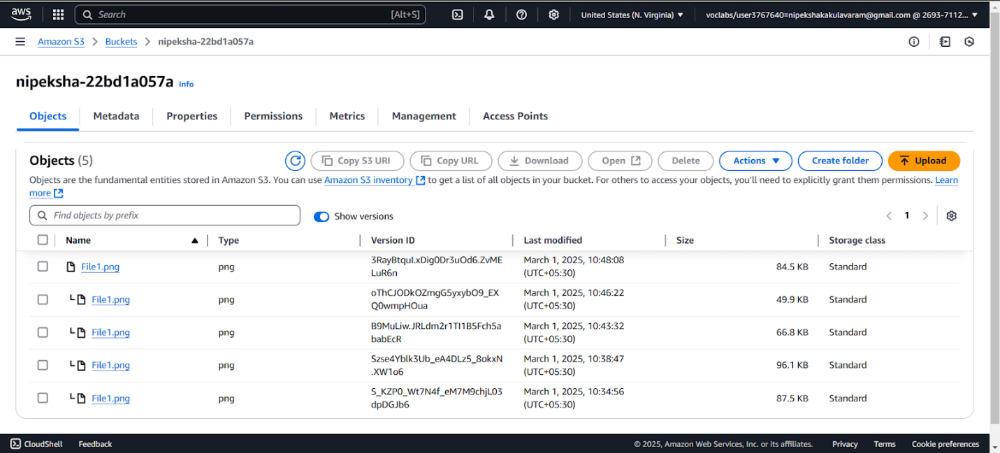 aws Search [Alt+S] United States (N. Virginia) voclabs/user3767640=nipekshakakulavaram@gmail.com @ 2693-7112...
Amazon S3 > Buckets > nipeksha-22bd1a057a
nipeksha-22bd1a057a Info
Objects Metadata Properties Permissions Metrics Management Access Points
Objects (5) Copy S3 URI Copy URL Download Open Delete Actions Create folder Upload
Objects are the fundamental entities stored in Amazon S3. You can use Amazon S3 inventory to get a list of all objects in your bucket. For others to access your objects, you'll need to explicitly grant them permissions. Learn
more
Find objects by prefix Show versions 1
Name Type Version ID Last modified Size Storage class
File1.png png 3RayBtquI.xDig0Dr3uOd6.ZvME March 1, 2025, 10:48:08 84.5 KB Standard
LuR6n (UTC+05:30)
File1.png png oThCJODkOZmgG5yxybO9_EX March 1, 2025, 10:46:22 49.9 KB Standard
Q0wmpHOua (UTC+05:30)
File1.png png B9MuLiw.JRLdm2r1TI1B5Fch5a March 1, 2025, 10:43:32 66.8 KB Standard
babEcR (UTC+05:30)
File1.png png Szse4Yblk3Ub_eA4DLz5_8okxN March 1, 2025, 10:38:47 96.1 KB Standard
.XW1o6 (UTC+05:30)
File1.png png S_KZP0_Wt7N4f_eM7M9chjL03 March 1, 2025, 10:34:56 87.5 KB Standard
dpDGJb6 (UTC+05:30)
CloudShell Feedback © 2025, Amazon Web Services, Inc. or its affiliates. Privacy Terms Cookie preferences